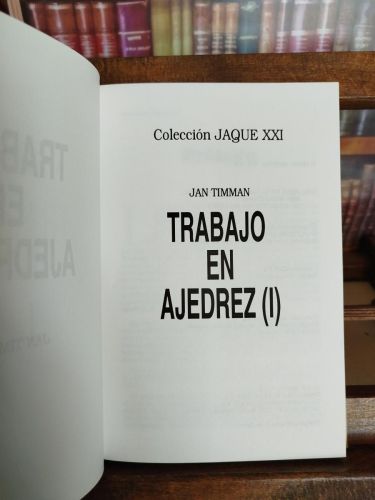 Colección JAQUE XXI
JAN TIMMAN
TRABAJO
EN
AJEDREZ (I)